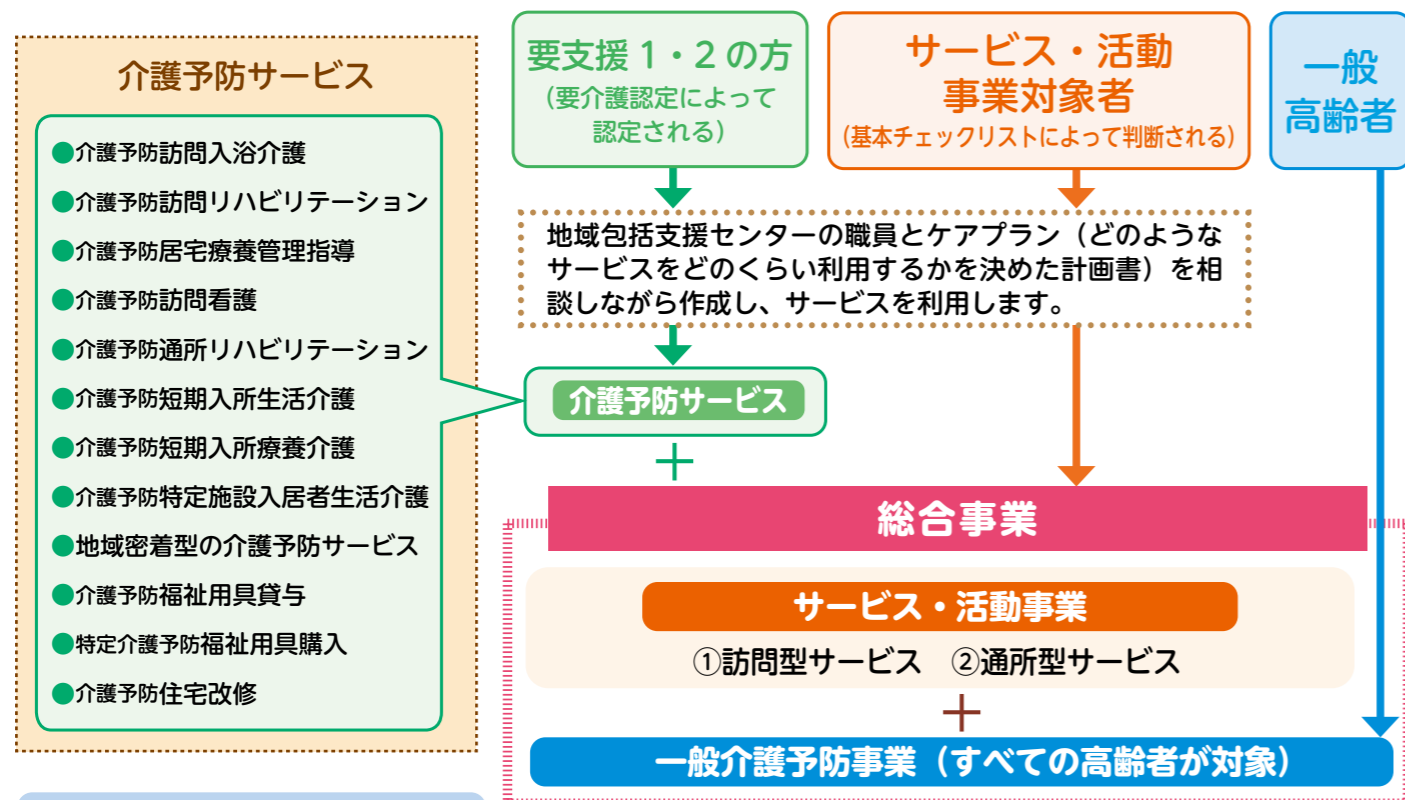 介護予防サービス
●介護予防訪問入浴介護
●介護予防訪問リハビリテーション
●介護予防居宅療養管理指導
●介護予防訪問看護
●介護予防通所リハビリテーション
●介護予防短期入所生活介護
●介護予防短期入所療養介護
●介護予防特定施設入居者生活介護
●地域密着型の介護予防サービス
●介護予防福祉用具貸与
●特定介護予防福祉用具購入
●介護予防住宅改修
要支援1・2の方
(要介護認定によって
認定される)
サービス・活動
事業対象者
(基本チェックリストによって判断される)
一般
高齢者
地域包括支援センターの職員とケアプラン(どのような
サービスをどのくらい利用するかを決めた計画書)を相
談しながら作成し、サービスを利用します。
介護予防サービス
+
総合事業
サービス・活動事業
①訪問型サービス ②通所型サービス
+
一般介護予防事業(すべての高齢者が対象)